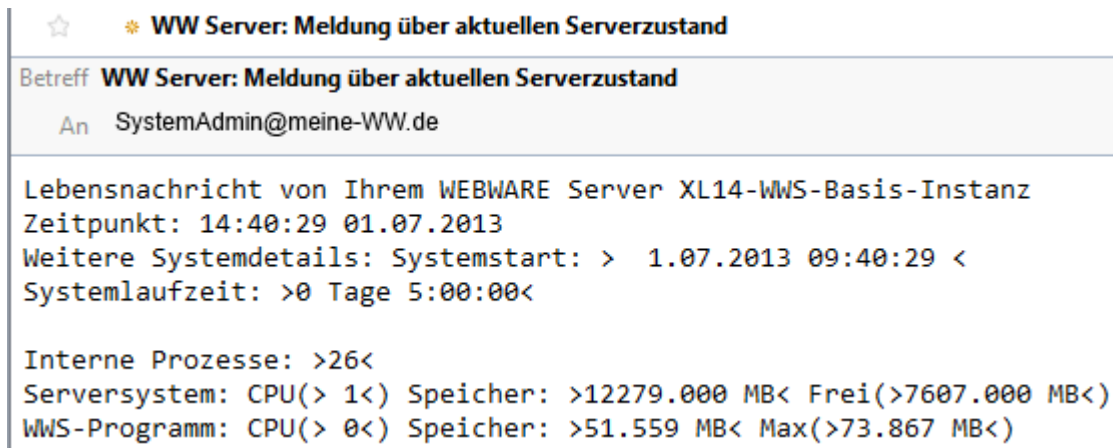 WW Server: Meldung über aktuellen Serverzustand
Betreff WW Server: Meldung über aktuellen Serverzustand
An SystemAdmin@meine-WW.de
Lebensnachricht von Ihrem WEBWARE Server XL14-WWS-Basis-Instanz
Zeitpunkt: 14:40:29 01.07.2013
Weitere Systemdetails: Systemstart: >  1.07.2013 09:40:29 <
Systemlaufzeit: >0 Tage 5:00:00<
Interne Prozesse: >26<
Serversystem: CPU(> 1<) Speicher: >12279.000 MB< Frei(>7607.000 MB<)
WWS-Programm: CPU(> 0<) Speicher: >51.559 MB< Max(>73.867 MB<)